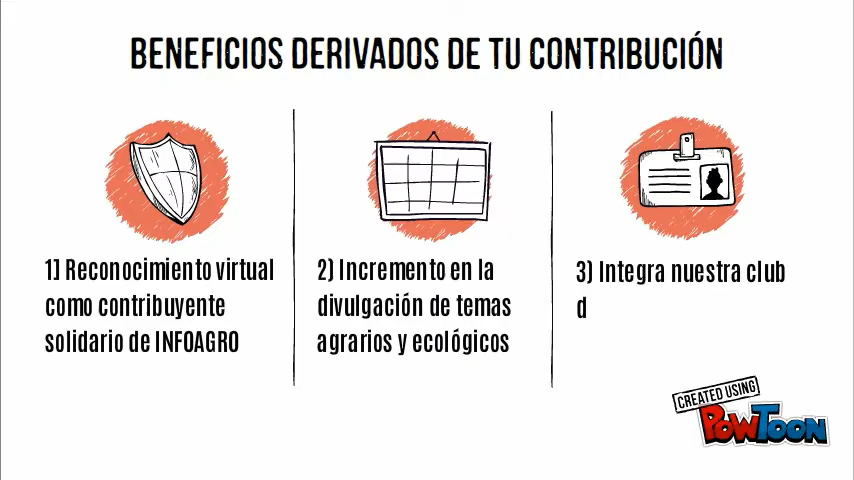 BENEFICIOS DERIVADOS DE TU CONTRIBUCIÓN
1] Reconocimiento virtual
como contribuyente
solidario de INFOAGRO
2) Incremento en la
divulgación de temas
agrarios y ecológicos
3) Integra nuestra club
d
CREATED USING
POWTOON